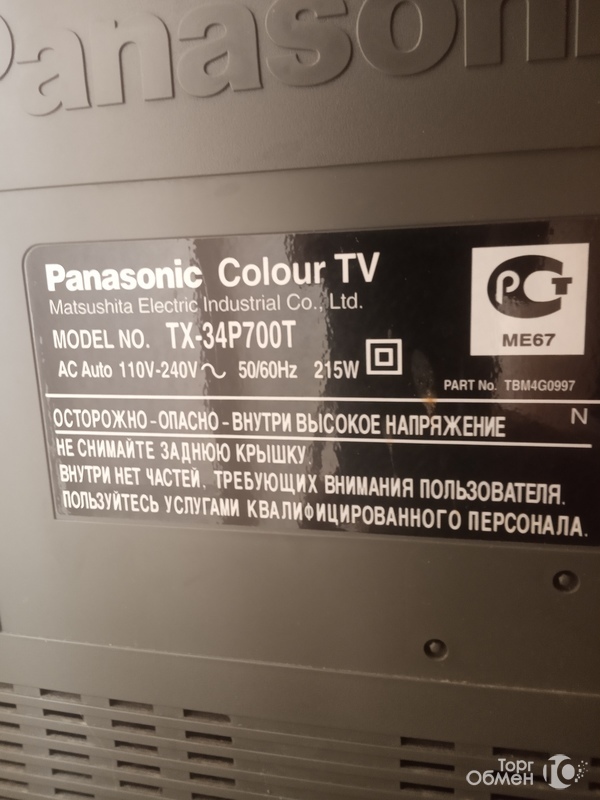 Panasonic
Panasonic Colour TV
Matsushita Electric Industrial Co., Ltd.
MODEL NO. TX-34P700T
AC Auto 110V-240V～ 50/60Hz 215W
РСТ
ME67
PART No. TBM4G0997
ОСТОРОЖНО-ОПАСНО-ВНУТРИ ВЫСОКОЕ НАПРЯЖЕНИЕ N
НЕ СНИМАЙТЕ ЗАДНЮЮ КРЫШКУ.
ВНУТРИ НЕТ ЧАСТЕЙ, ТРЕБУЮЩИХ ВНИМАНИЯ ПОЛЬЗОВАТЕЛЯ.
ПОЛЬЗУЙТЕСЬ УСЛУГАМИ КВАЛИФИЦИРОВАННОГО ПЕРСОНАЛА.
Торг
Обмен